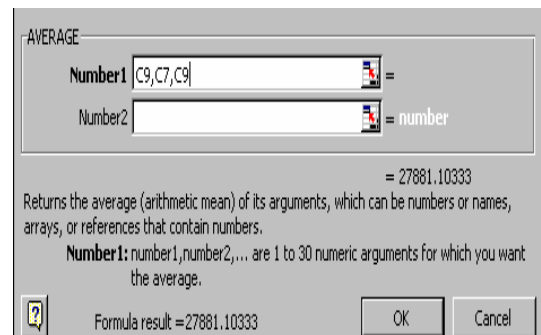 AVERAGE
Number1 C9,C7,C9 =
Number2 = number
= 27881.10333
Returns the average (arithmetic mean) of its arguments, which can be numbers or names,
arrays, or references that contain numbers.
Number1: number1,number2,... are 1 to 30 numeric arguments for which you want
the average.
? Formula result =27881.10333 OK Cancel